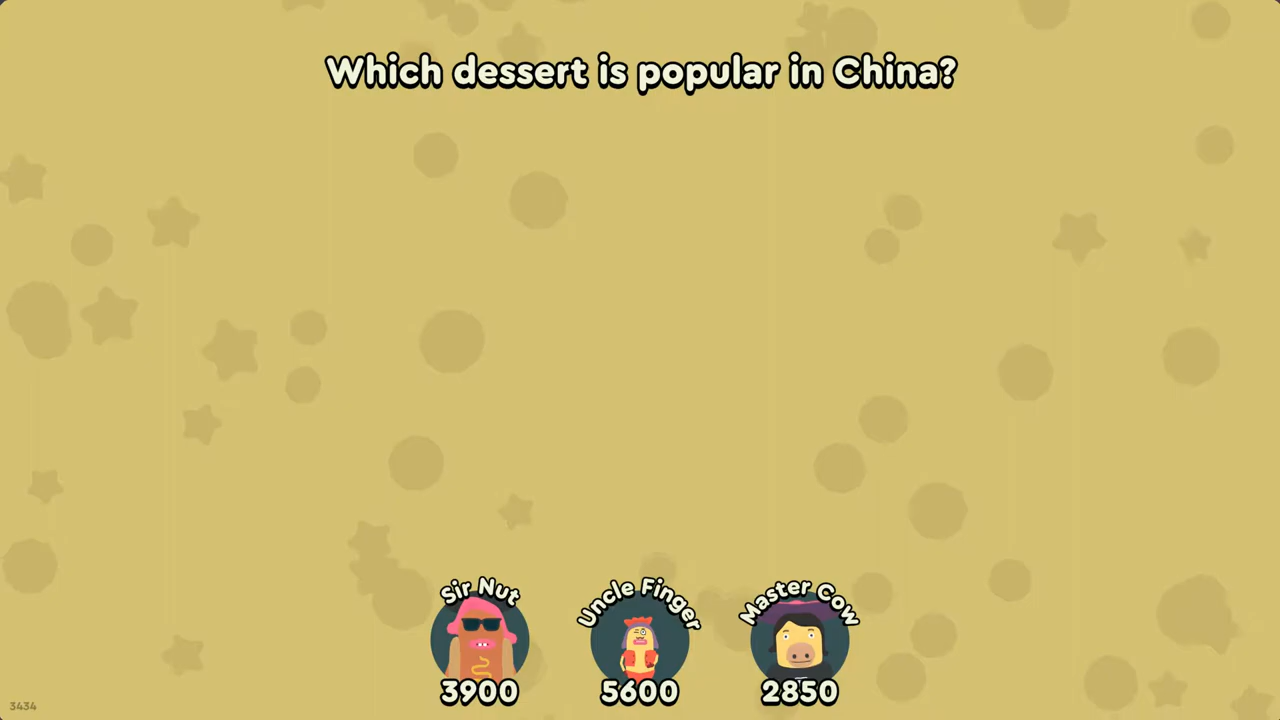 Which dessert is popular in China?
Sir Nut
Uncle Finger
Master Cow
3900
5600
2850
3434